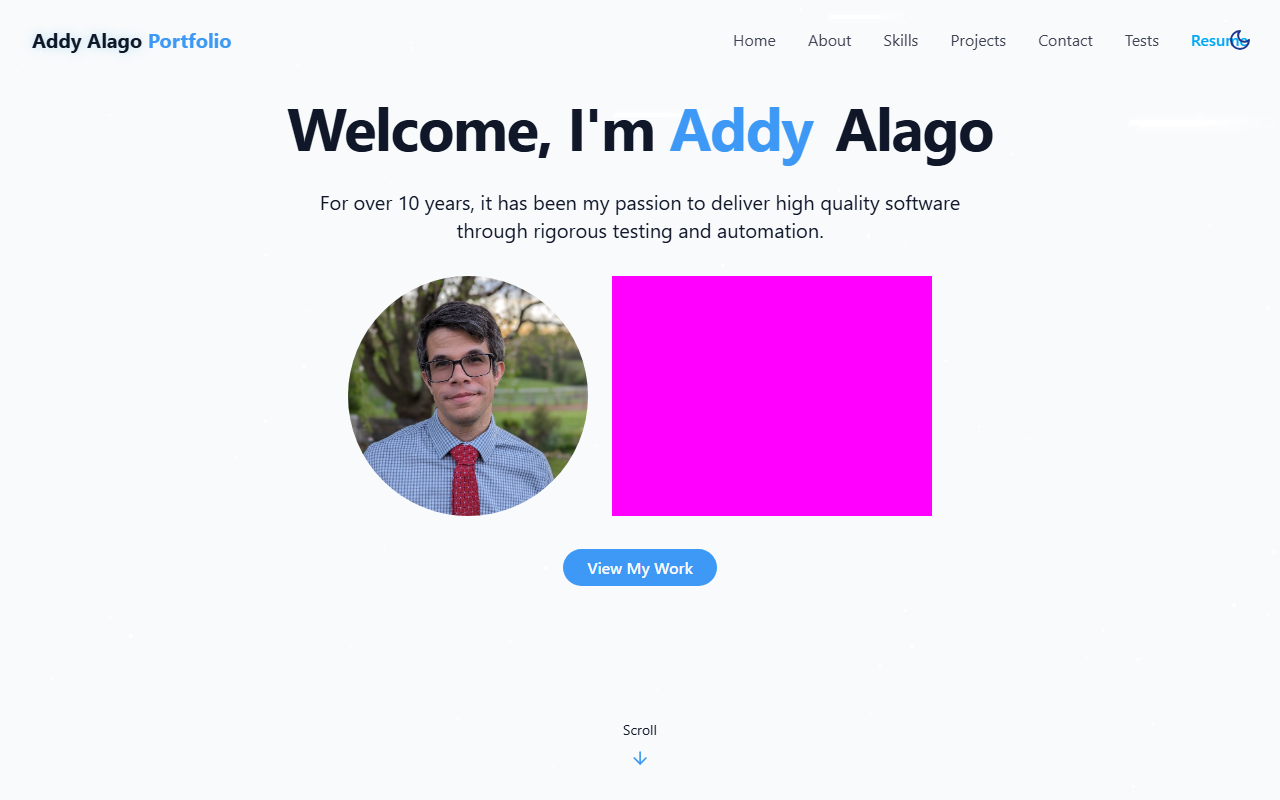 Addy Alago Portfolio
Home About Skills Projects Contact Tests Resume
Welcome, I'm Addy Alago
For over 10 years, it has been my passion to deliver high quality software
through rigorous testing and automation.
View My Work
Scroll